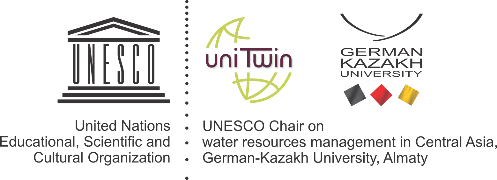 UNESCO
United Nations
Educational, Scientific and
Cultural Organization
uniTwin
GERMAN
KAZAKH
UNIVERSITY
UNESCO Chair on
water resources management in Central Asia,
German-Kazakh University, Almaty